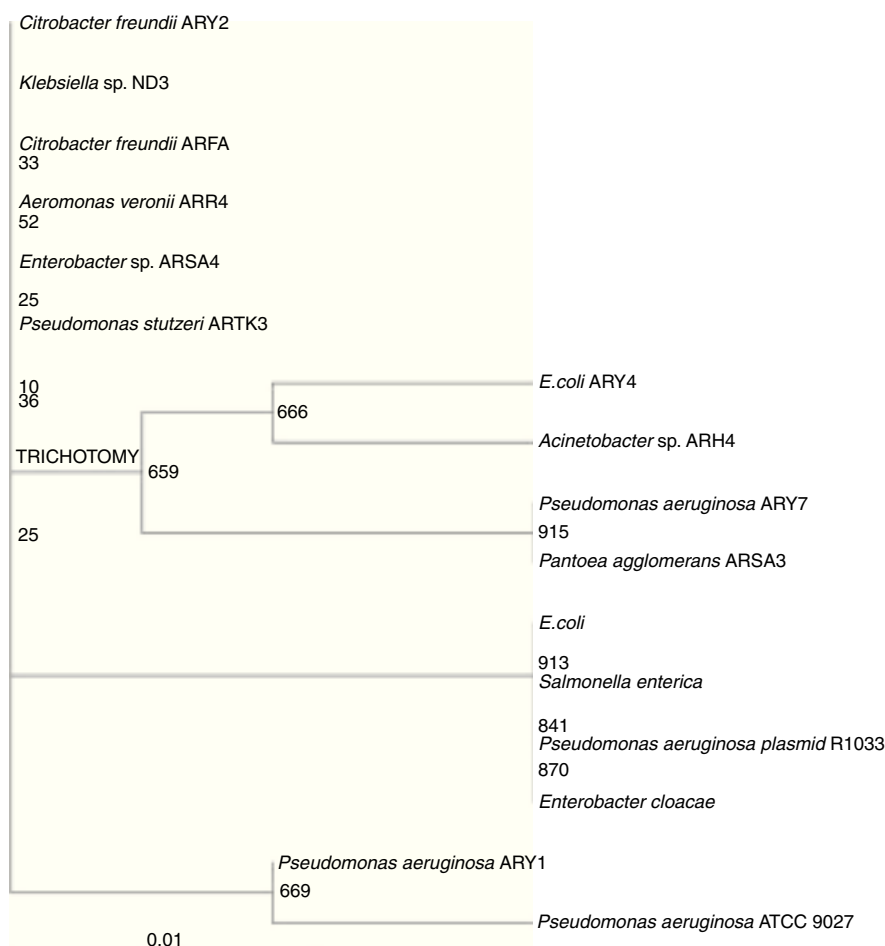 Citrobacter freundii ARY2
Klebsiella sp. ND3
Citrobacter freundii ARFA
33
Aeromonas veronii ARR4
52
Enterobacter sp. ARSA4
25
Pseudomonas stutzeri ARTK3
10
E.coli ARY4
36
666
Acinetobacter sp. ARH4
TRICHOTOMY
659
Pseudomonas aeruginosa ARY7
25
915
Pantoea agglomerans ARSA3
E.coli
913
Salmonella enterica
841
Pseudomonas aeruginosa plasmid R1033
870
Enterobacter cloacae
Pseudomonas aeruginosa ARY1
669
Pseudomonas aeruginosa ATCC 9027
0.01